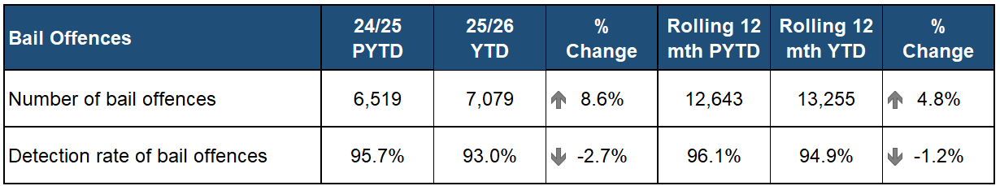 Bail Offences 24/25 PYTD 25/26 YTD % Change Rolling 12 mth PYTD Rolling 12 mth YTD % Change
Number of bail offences 6,519 7,079 8.6% 12,643 13,255 4.8%
Detection rate of bail offences 95.7% 93.0% -2.7% 96.1% 94.9% -1.2%